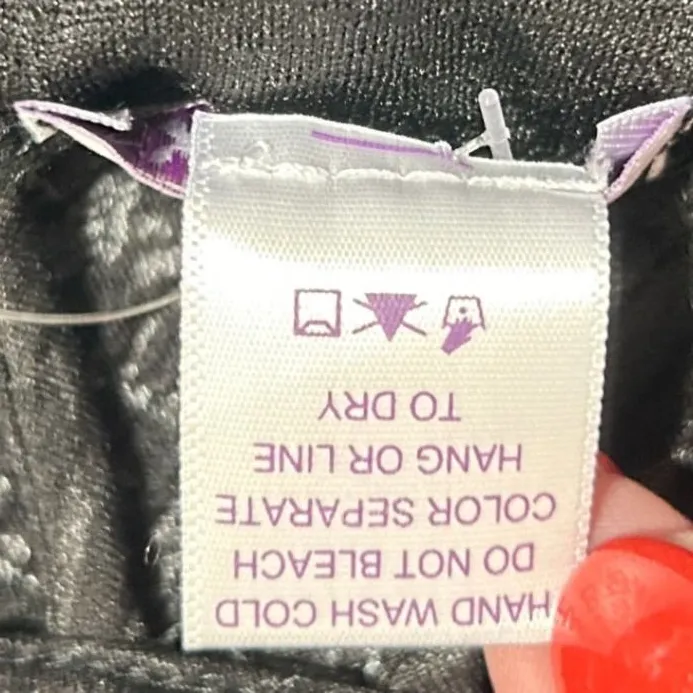 HAND WASH COLD
DO NOT BLEACH
COLOR SEPARATE
HANG OR LINE
TO DRY